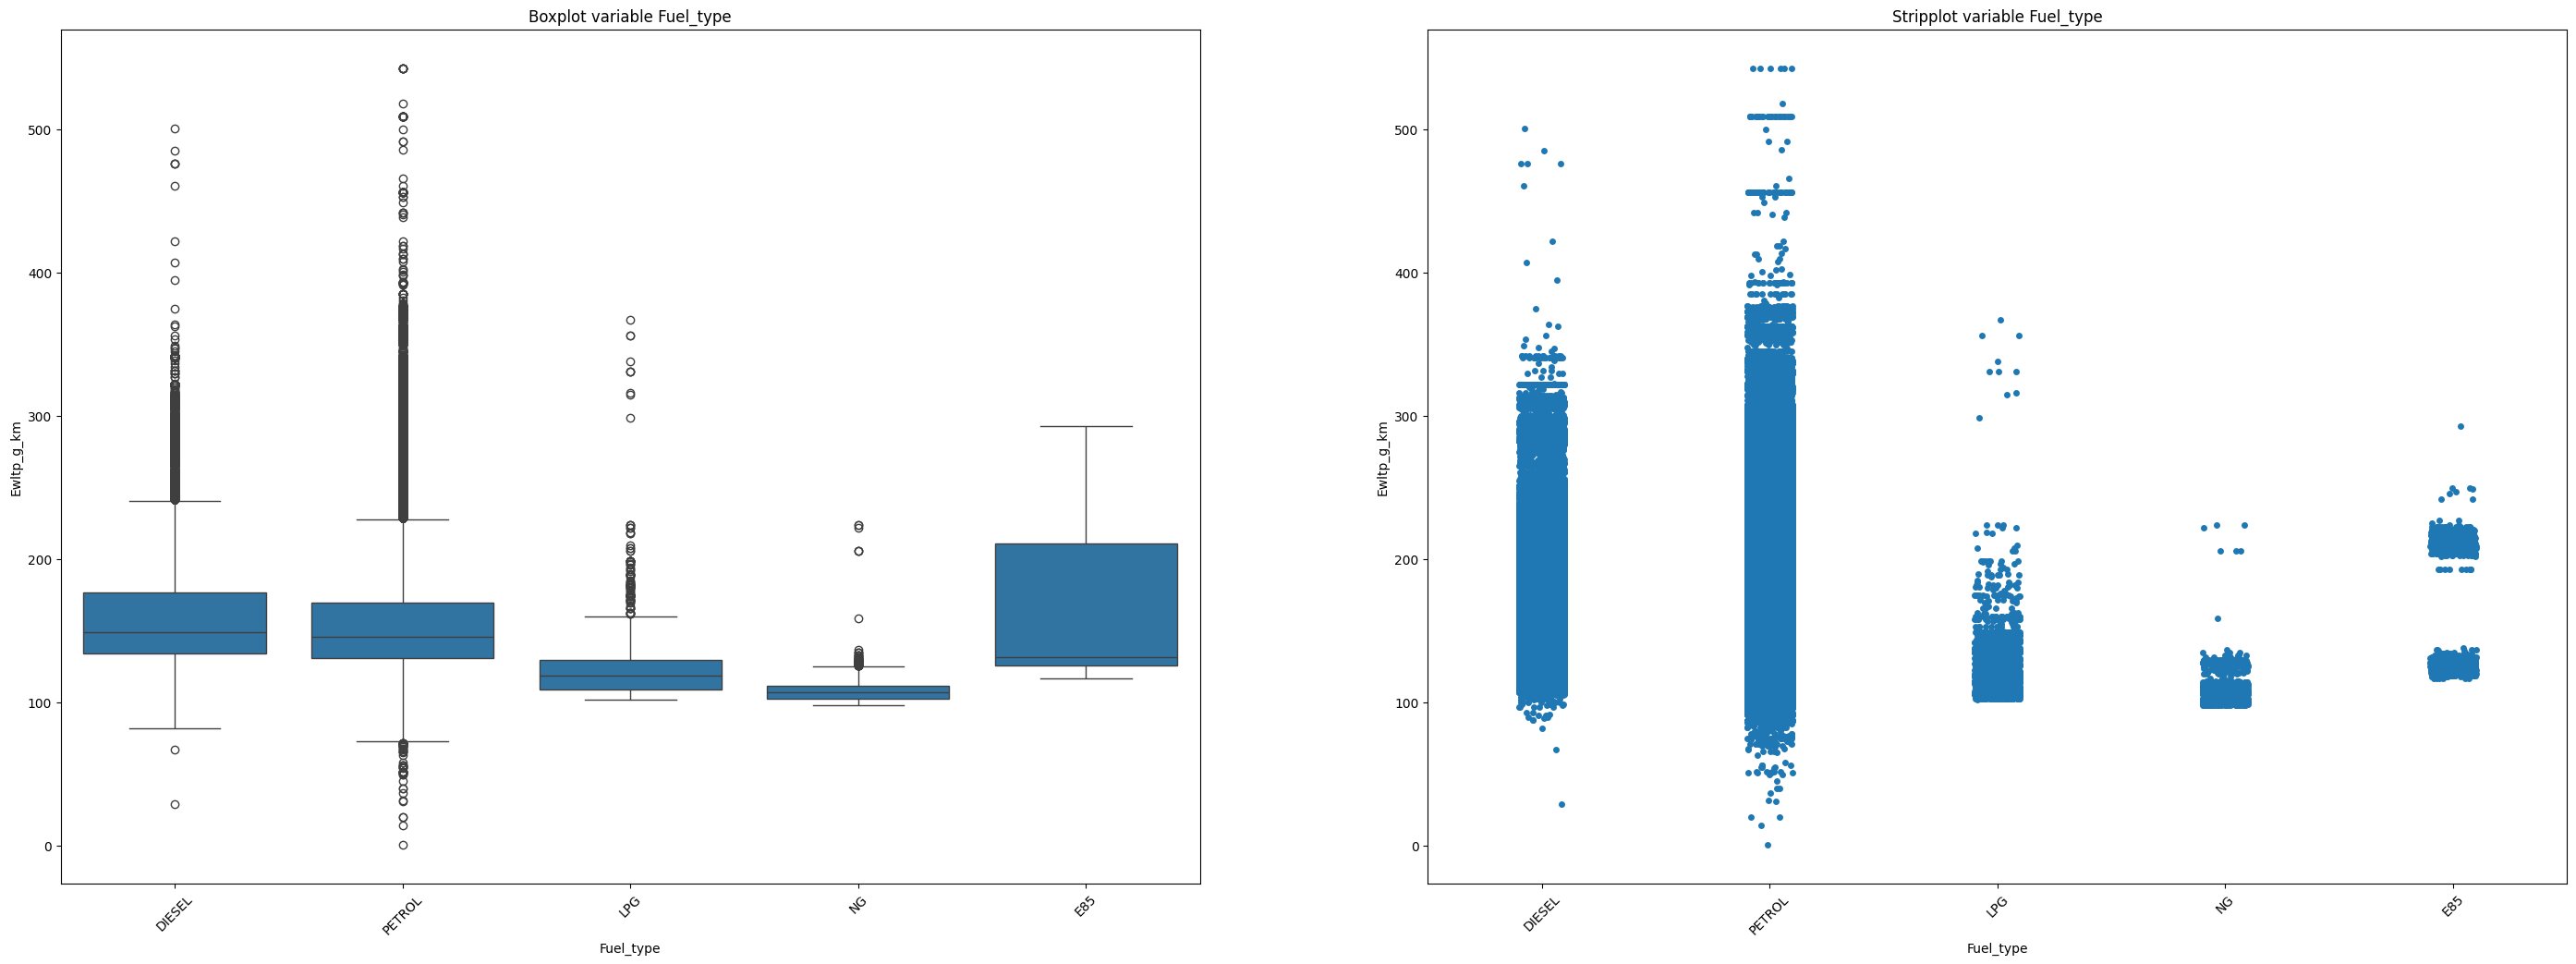 Boxplot variable Fuel_type
Ewltp_g_km
500
400
300
200
100
0
DIESEL
PETROL
LPG
NG
E85
Fuel_type
Stripplot variable Fuel_type
Ewltp_g_km
500
400
300
200
100
0
DIESEL
PETROL
LPG
NG
E85
Fuel_type